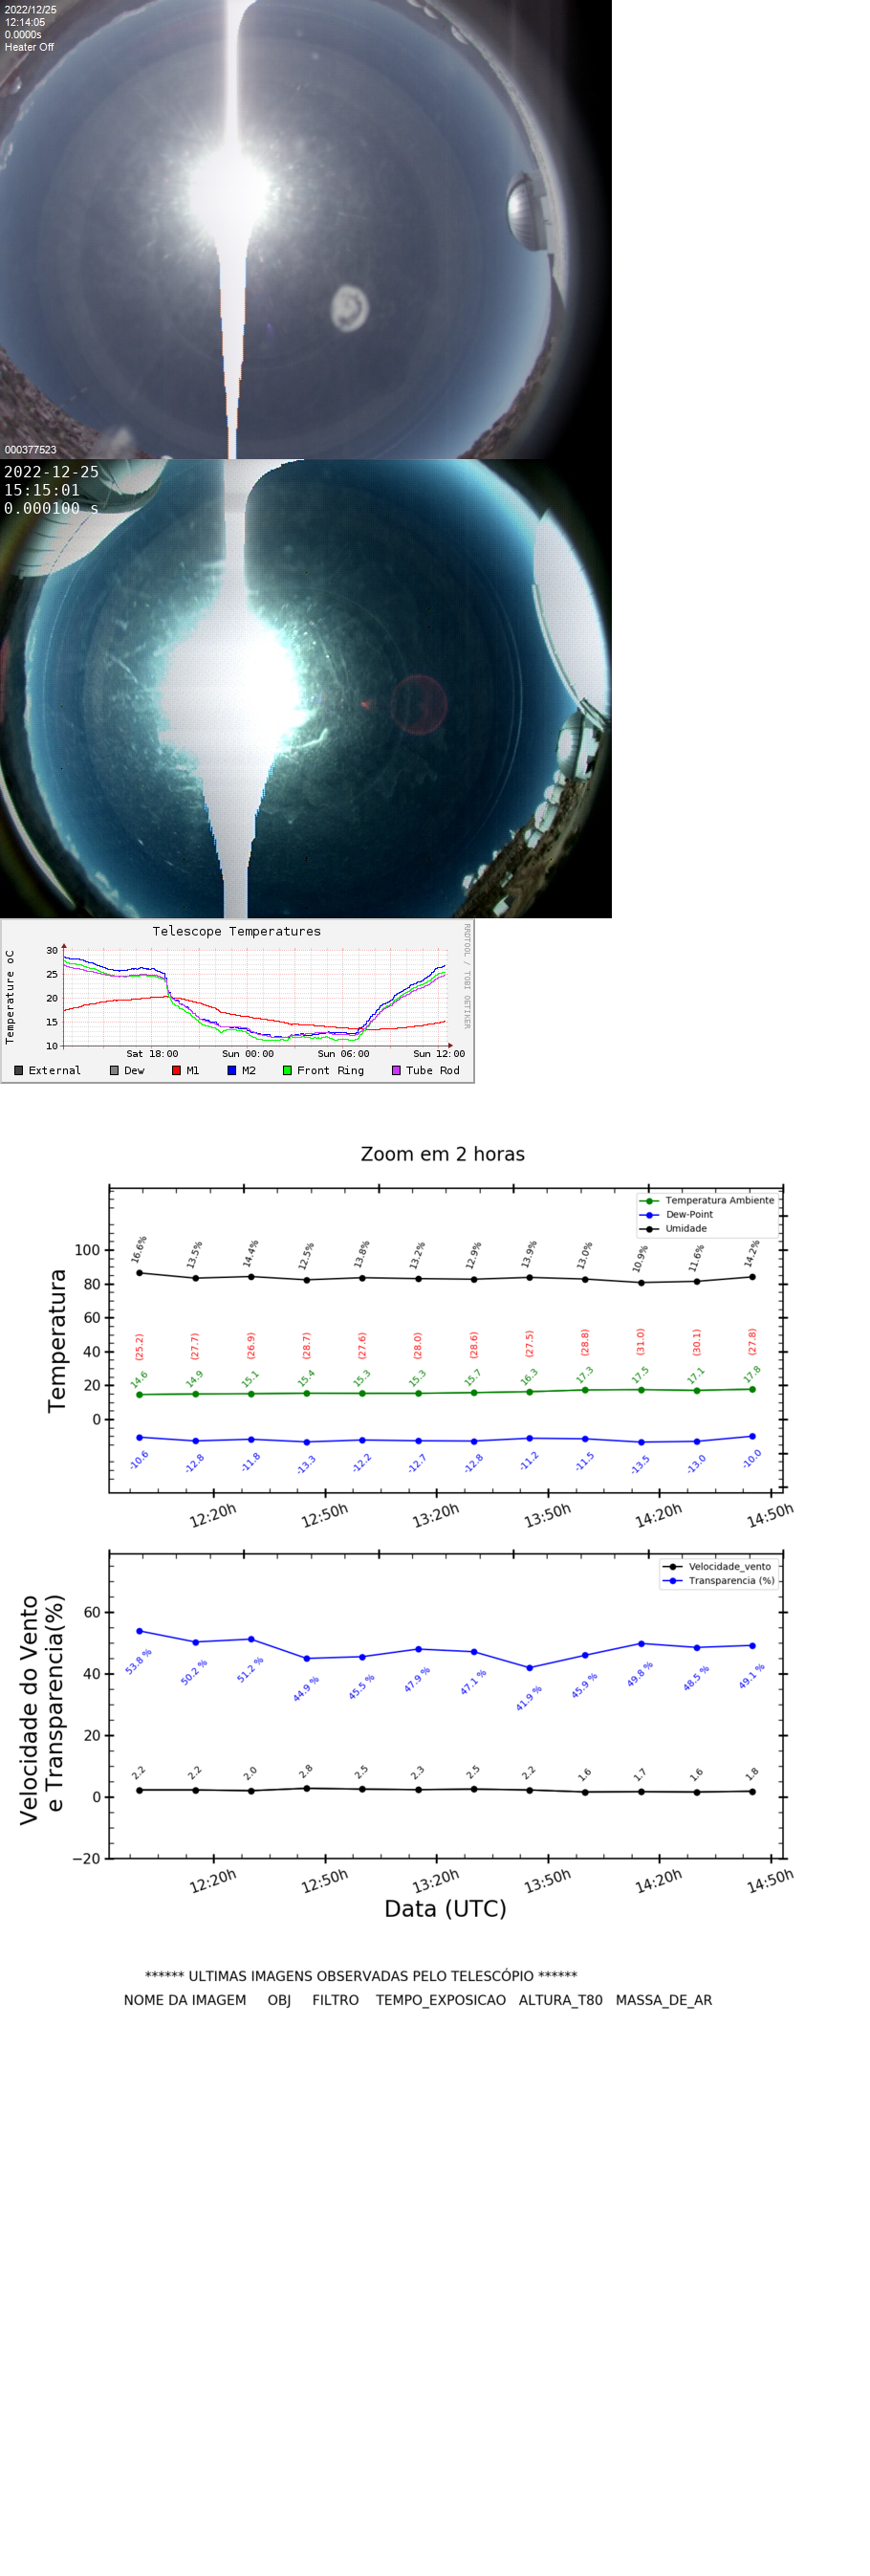 2022/12/25
12:14:05
0.0000s
Heater Off
000377523
2022-12-25
15:15:01
0.000100 s
Telescope Temperatures
RRDTOOL / TOBI OETIKER
Temperature oC
30
25
20
15
10
Sat 18:00 Sun 00:00 Sun 06:00 Sun 12:00
External Dew M1 M2 Front Ring Tube Rod
Zoom em 2 horas
Temperatura Ambiente
Dew-Point
Umidade
Temperatura
100
80
60
40
20
0
16.6% 13.5% 14.4% 12.5% 13.8% 13.2% 12.9% 13.9% 13.0% 10.9% 11.6% 14.2%
(25.2) (27.7) (26.9) (28.7) (27.6) (28.0) (28.6) (27.5) (28.8) (31.0) (30.1) (27.8)
14.6 14.9 15.1 15.4 15.3 15.3 15.7 16.3 17.3 17.5 17.1 17.8
-10.6 -12.8 -11.8 -13.3 -12.2 -12.7 -12.8 -11.2 -11.5 -13.5 -13.0 -10.0
12:20h 12:50h 13:20h 13:50h 14:20h 14:50h
Velocidade_vento
Transparencia (%)
Velocidade do Vento
e Transparencia(%)
60
40
20
0
−20
53.8 % 50.2 % 51.2 % 44.9 % 45.5 % 47.9 % 47.1 % 41.9 % 45.9 % 49.8 % 48.5 % 49.1 %
2.2 2.2 2.0 2.8 2.5 2.3 2.5 2.2 1.6 1.7 1.6 1.8
12:20h 12:50h 13:20h 13:50h 14:20h 14:50h
Data (UTC)
****** ULTIMAS IMAGENS OBSERVADAS PELO TELESCÓPIO ******
NOME DA IMAGEM OBJ FILTRO TEMPO_EXPOSICAO ALTURA_T80 MASSA_DE_AR